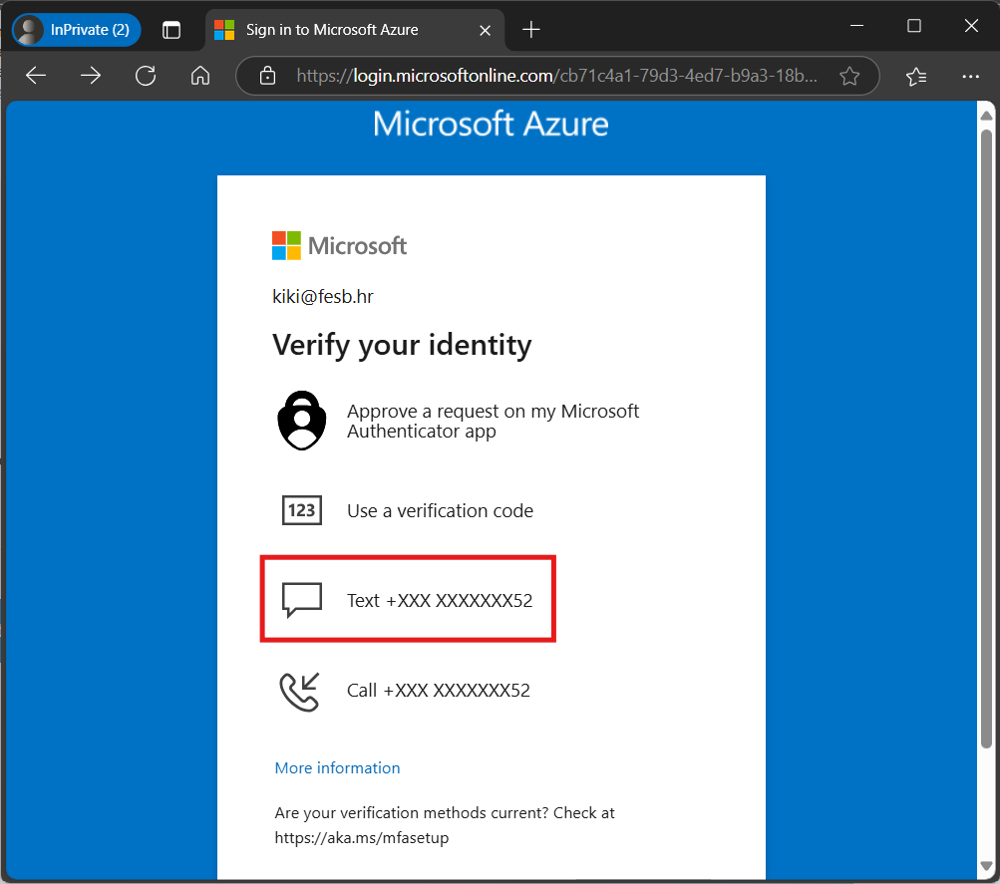 InPrivate (2)
Sign in to Microsoft Azure
https://login.microsoftonline.com/cb71c4a1-79d3-4ed7-b9a3-18b...
Microsoft Azure
Microsoft
kiki@fesb.hr
Verify your identity
Approve a request on my Microsoft
Authenticator app
123
Use a verification code
Text +XXX XXXXXXX52
Call +XXX XXXXXXX52
More information
Are your verification methods current? Check at
https://aka.ms/mfasetup